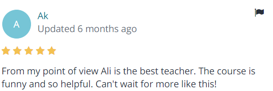 A
Ak
Updated 6 months ago
From my point of view Ali is the best teacher. The course is
funny and so helpful. Can't wait for more like this!